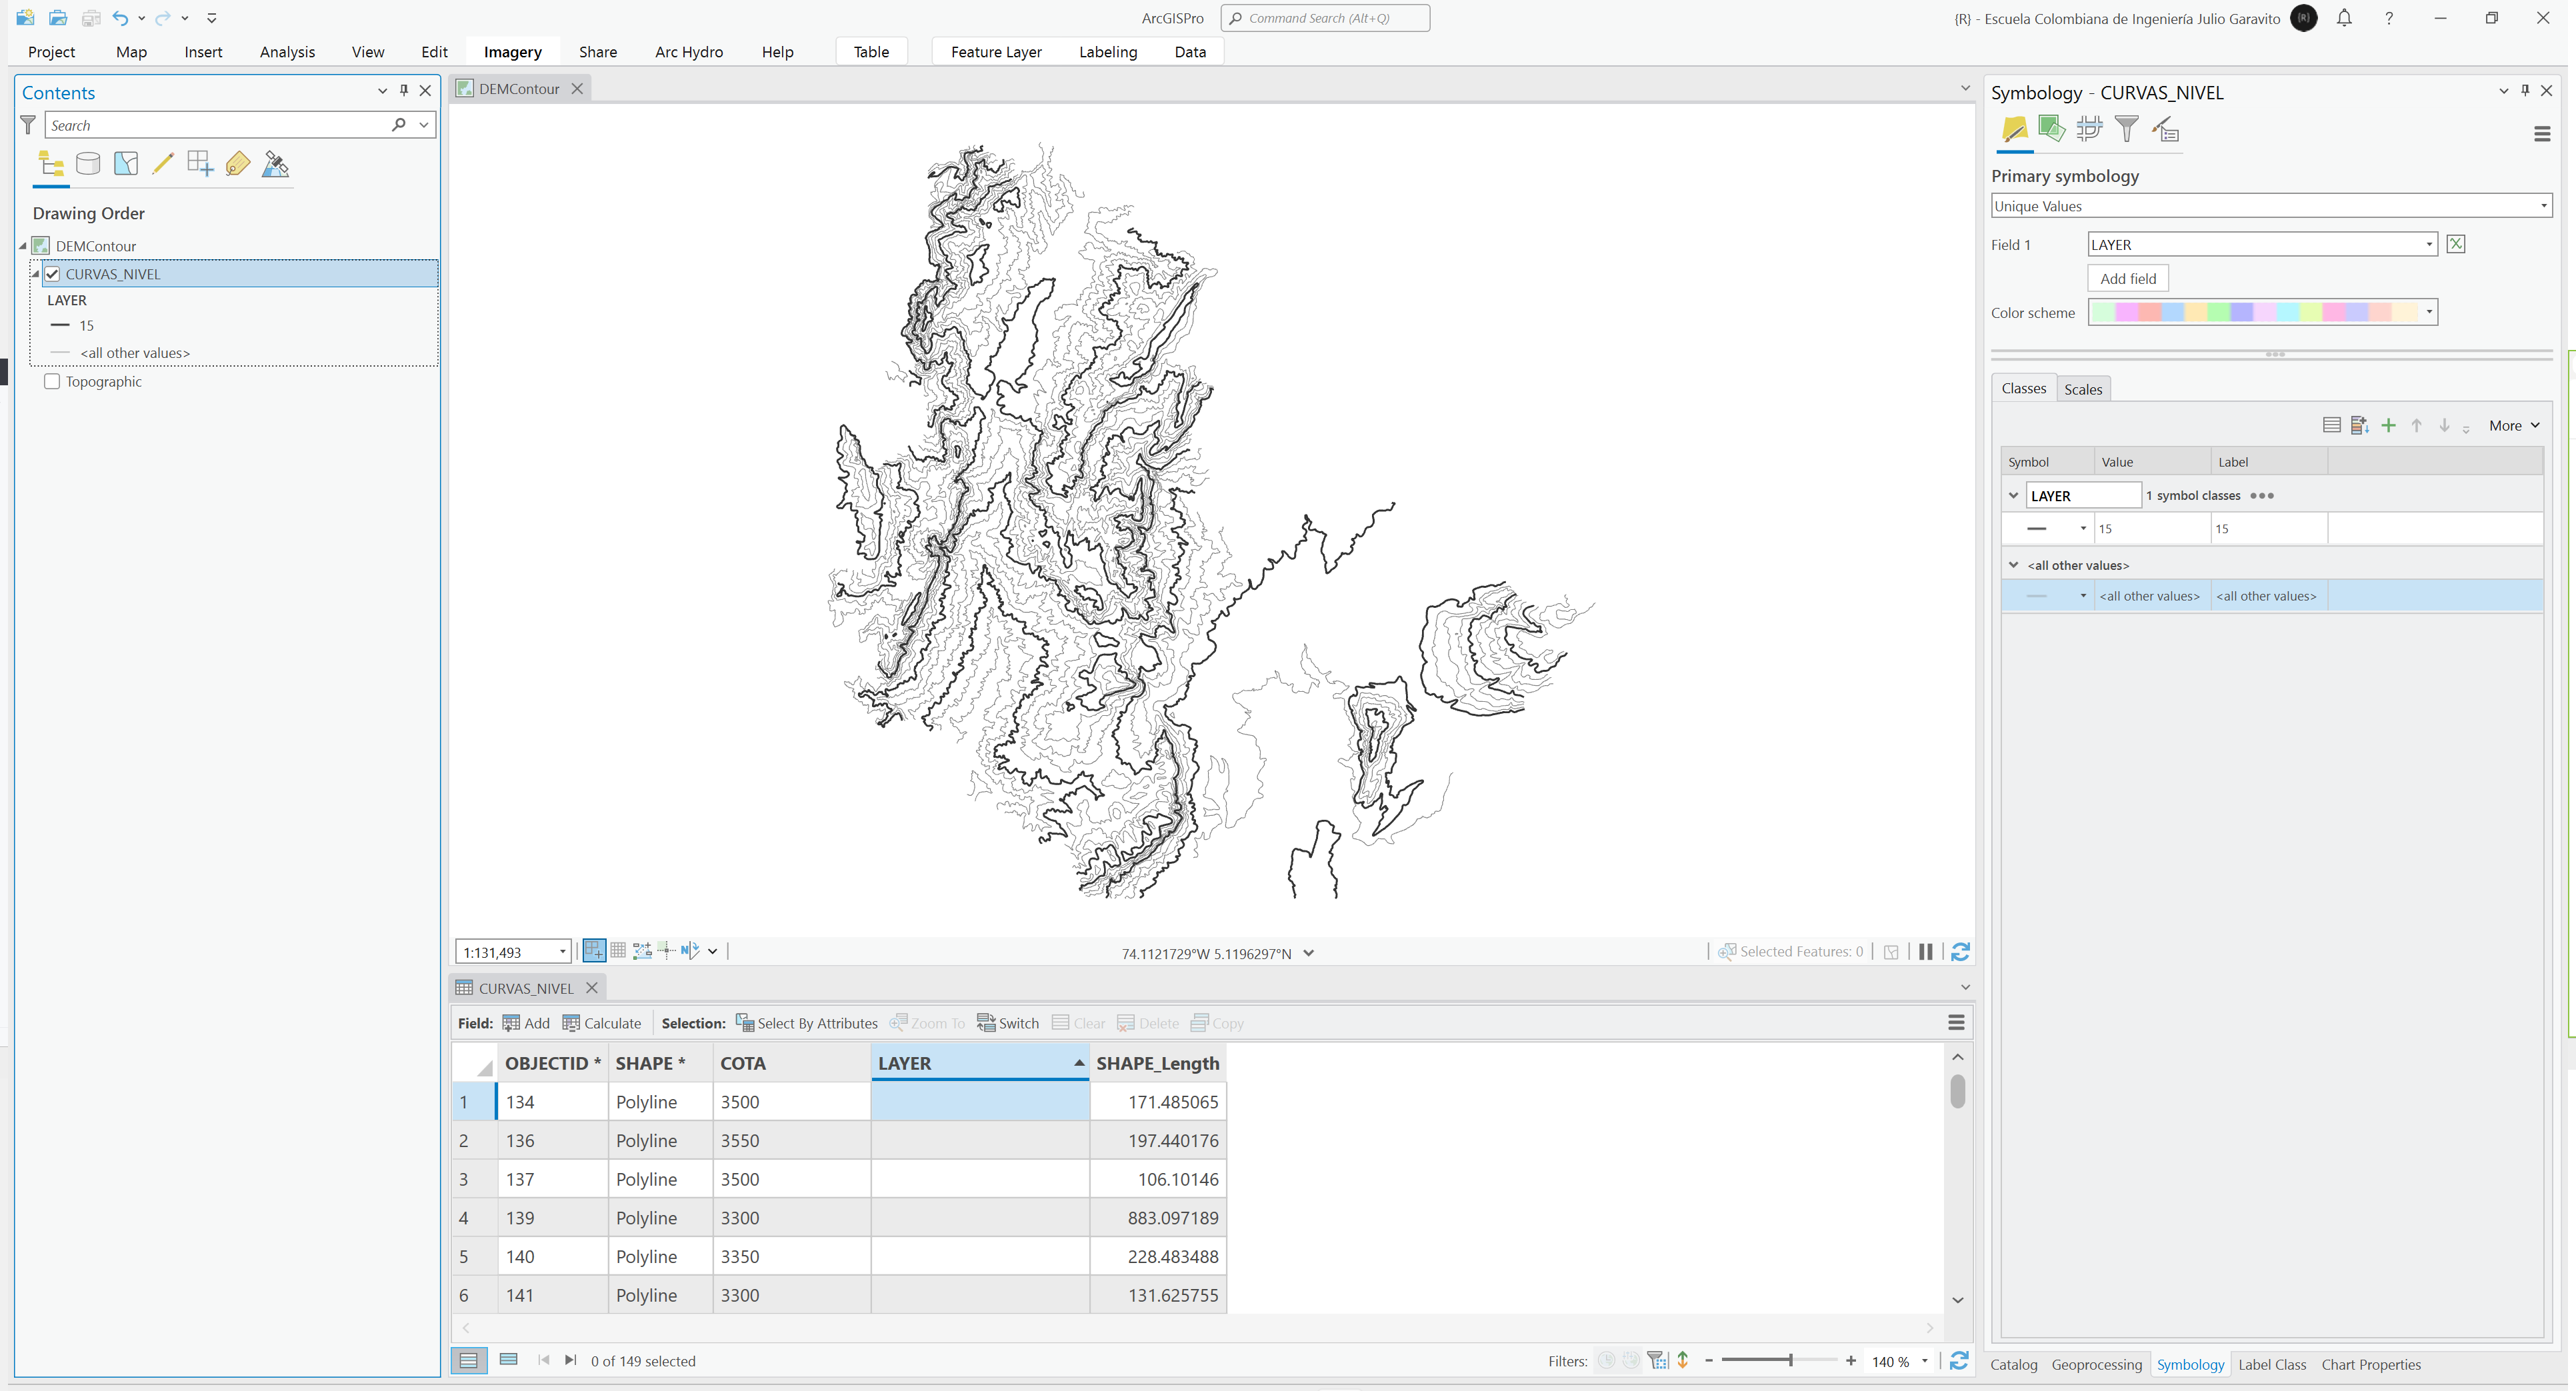 ArcGISPro
Command Search (Alt+Q)
{R} - Escuela Colombiana de Ingeniería Julio Garavito
{R}
?
Project Map Insert Analysis View Edit Imagery Share Arc Hydro Help Table Feature Layer Labeling Data
Contents
Search
Drawing Order
DEMContour
CURVAS_NIVEL
LAYER
15
<all other values>
Topographic
DEMContour
1:131,493
74.1121729°W 5.1196297°N
Selected Features: 0
CURVAS_NIVEL
Field: Add Calculate Selection: Select By Attributes Zoom To Switch Clear Delete Copy
OBJECTID * SHAPE * COTA LAYER SHAPE_Length
1 134 Polyline 3500 171.485065
2 136 Polyline 3550 197.440176
3 137 Polyline 3500 106.10146
4 139 Polyline 3300 883.097189
5 140 Polyline 3350 228.483488
6 141 Polyline 3300 131.625755
0 of 149 selected
Filters:
140 %
Symbology - CURVAS_NIVEL
Primary symbology
Unique Values
Field 1 LAYER
Add field
Color scheme
Classes Scales
More
Symbol Value Label
LAYER 1 symbol classes
15 15
<all other values>
<all other values> <all other values>
Catalog Geoprocessing Symbology Label Class Chart Properties